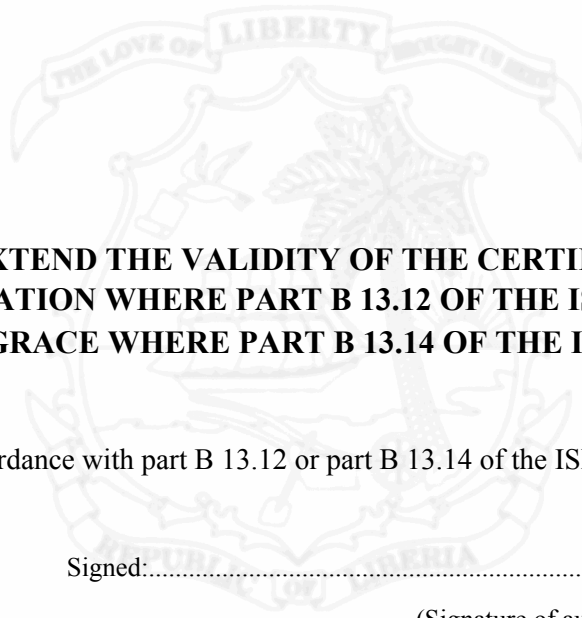 THE LOVE OF LIBERTY BROUGHT US HERE
XTEND THE VALIDITY OF THE CERTI
ATION WHERE PART B 13.12 OF THE I
GRACE WHERE PART B 13.14 OF THE I
rdance with part B 13.12 or part B 13.14 of the IS
Signed:......................................................................
(Signature of a
REPUBLIC OF LIBERIA